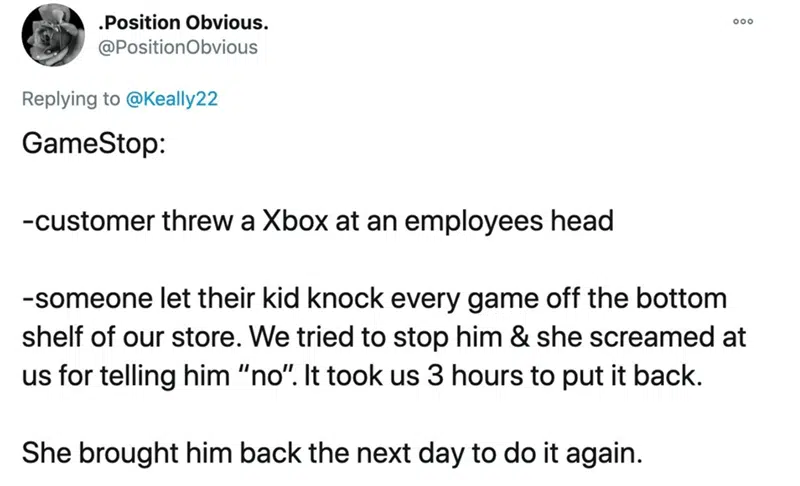 .Position Obvious.
@PositionObvious
Replying to @Keally22
GameStop:
-customer threw a Xbox at an employees head
-someone let their kid knock every game off the bottom
shelf of our store. We tried to stop him & she screamed at
us for telling him “no”. It took us 3 hours to put it back.
She brought him back the next day to do it again.